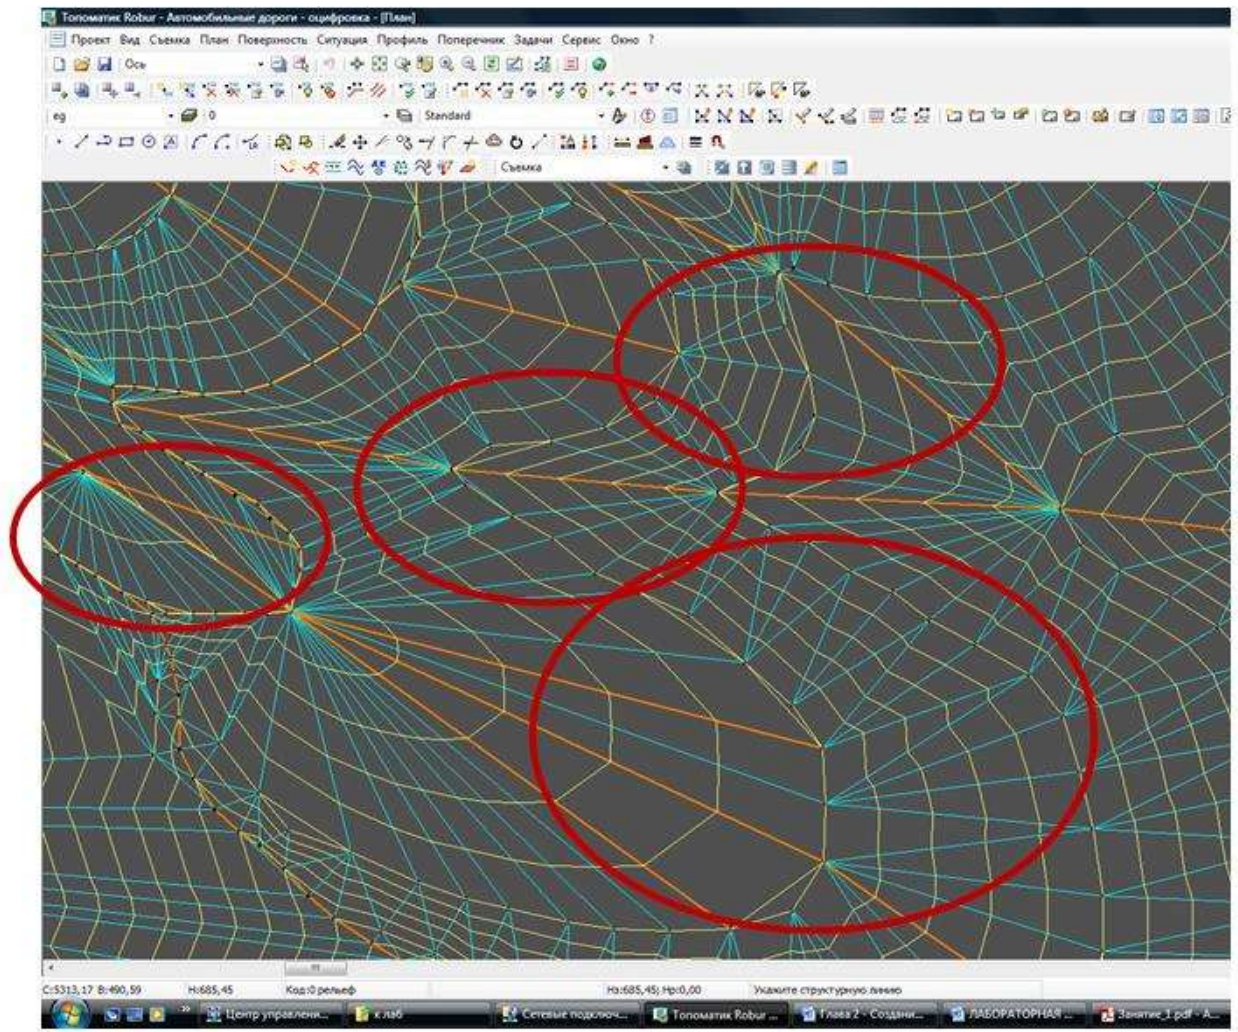 Топоматик Robur - Автомобильные дороги - оцифровка - [План]
Проект Вид Съемка План Поверхность Ситуация Профиль Поперечник Задачи Сервис Окно ?
Ось
eg 0 Standard
Съемка
С:5313,17 В:490,59 Н:685,45 Код:0 рельеф Нз:685,45; Нр:0,00 Укажите структурную линию
Центр управлени... к лаб Сетевые подключ... Топоматик Robur ... Глава 2 - Создани... ЛАБОРАТОРНАЯ ... Занятие_1.pdf - A...